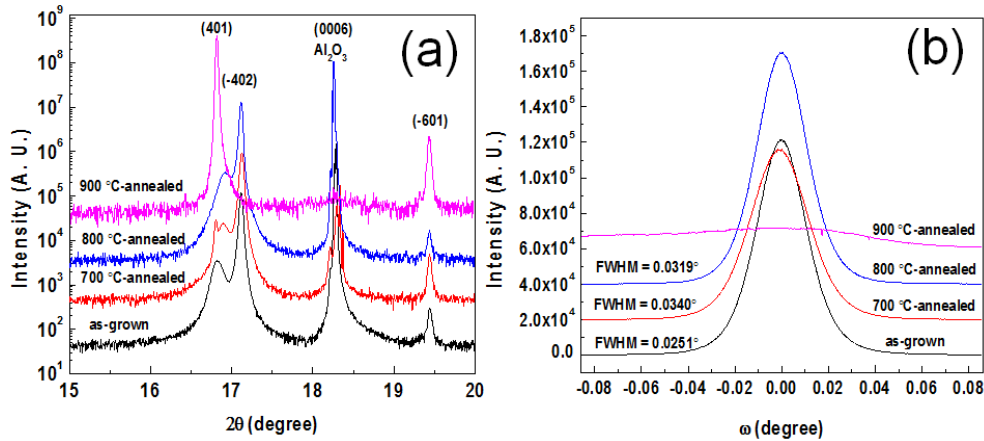 (a)
(401)
(-402)
(0006)
Al2O3
(-601)
900 °C-annealed
800 °C-annealed
700 °C-annealed
as-grown
Intensity (A. U.)
10^9
10^8
10^7
10^6
10^5
10^4
10^3
10^2
10^1
15 16 17 18 19 20
2θ (degree)
(b)
Intensity (A. U.)
1.8x10^5
1.6x10^5
1.4x10^5
1.2x10^5
1.0x10^5
8.0x10^4
6.0x10^4
4.0x10^4
2.0x10^4
0.0
900 °C-annealed
FWHM = 0.0319° 800 °C-annealed
FWHM = 0.0340° 700 °C-annealed
FWHM = 0.0251° as-grown
-0.08 -0.06 -0.04 -0.02 0.00 0.02 0.04 0.06 0.08
ω (degree)